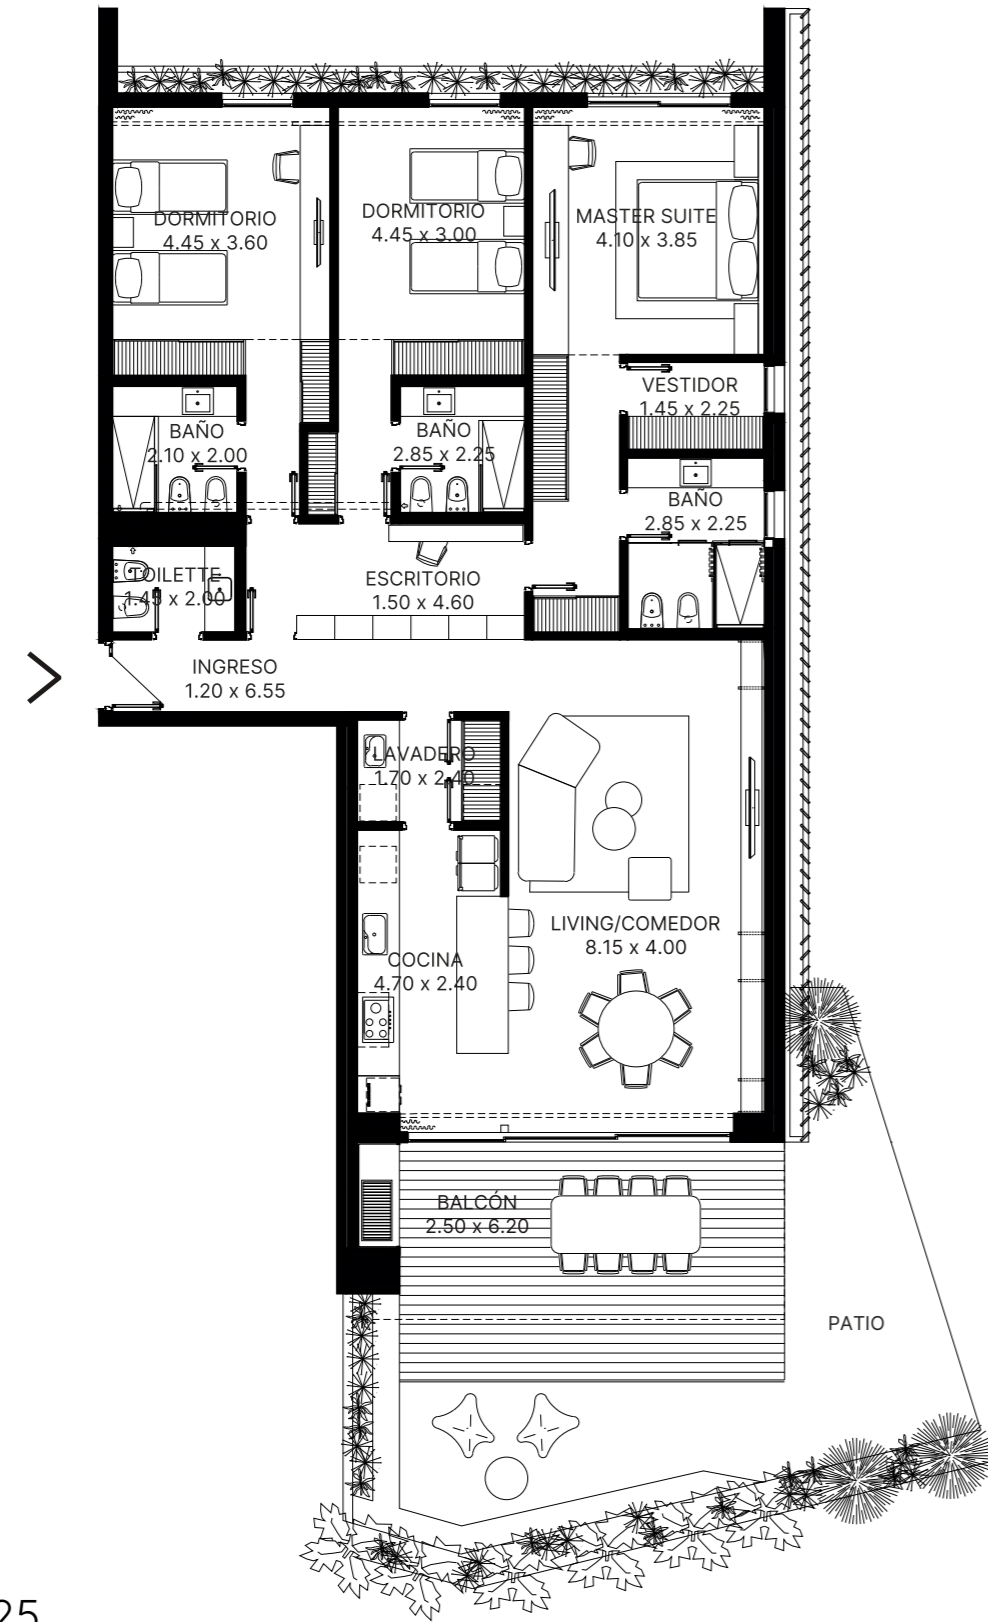 DORMITORIO
4.45 x 3.60
DORMITORIO
4.45 x 3.00
MASTER SUITE
4.10 x 3.85
VESTIDOR
1.45 x 2.25
BAÑO
2.10 x 2.00
BAÑO
2.85 x 2.25
BAÑO
2.85 x 2.25
TOILETTE
1.45 x 2.00
ESCRITORIO
1.50 x 4.60
INGRESO
1.20 x 6.55
LAVADERO
1.70 x 2.40
LIVING/COMEDOR
8.15 x 4.00
COCINA
4.70 x 2.40
BALCÓN
2.50 x 6.20
PATIO
25